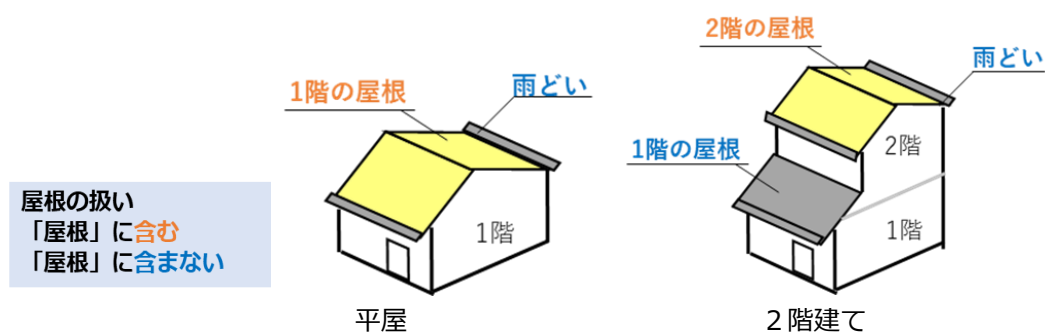 屋根の扱い
「屋根」に含む
「屋根」に含まない
1階の屋根
雨どい
1階
平屋
2階の屋根
雨どい
1階の屋根
2階
1階
２階建て